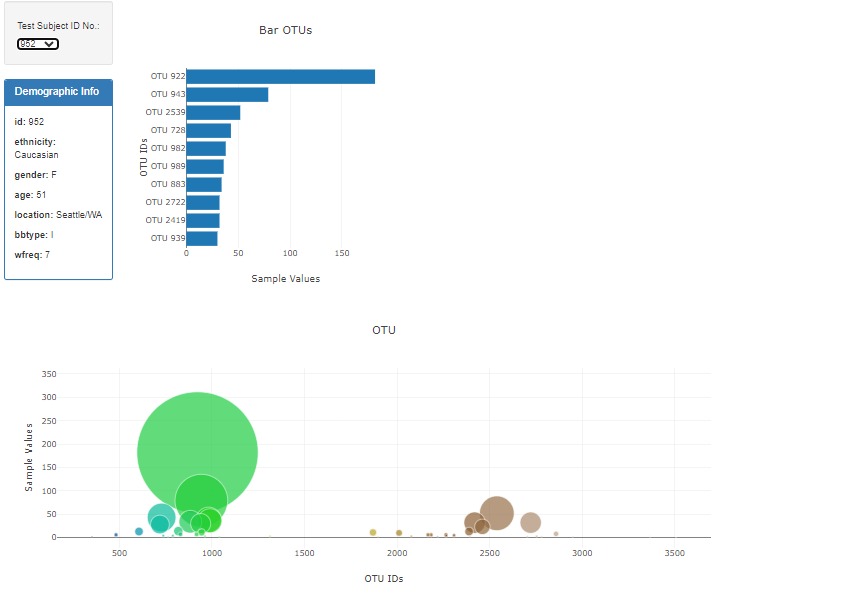 Test Subject ID No.:
952
Demographic Info
id: 952
ethnicity:
Caucasian
gender: F
age: 51
location: Seattle/WA
bbtype: I
wfreq: 7
Bar OTUs
OTU IDs
OTU 922
OTU 943
OTU 2539
OTU 728
OTU 982
OTU 989
OTU 883
OTU 2722
OTU 2419
OTU 939
0 50 100 150
Sample Values
OTU
Sample Values
350
300
250
200
150
100
50
0
500 1000 1500 2000 2500 3000 3500
OTU IDs